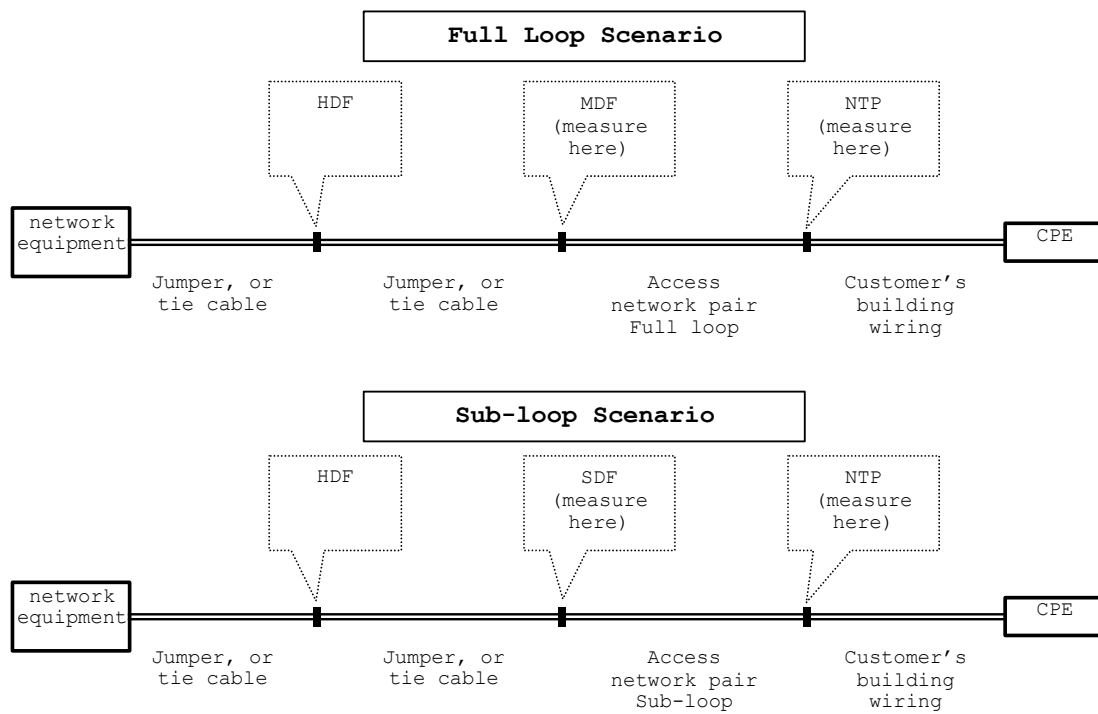 Full Loop Scenario
HDF
MDF
(measure
here)
NTP
(measure
here)
network
equipment
CPE
Jumper, or
tie cable
Jumper, or
tie cable
Access
network pair
Full loop
Customer’s
building
wiring
Sub-loop Scenario
HDF
SDF
(measure
here)
NTP
(measure
here)
network
equipment
CPE
Jumper, or
tie cable
Jumper, or
tie cable
Access
network pair
Sub-loop
Customer’s
building
wiring